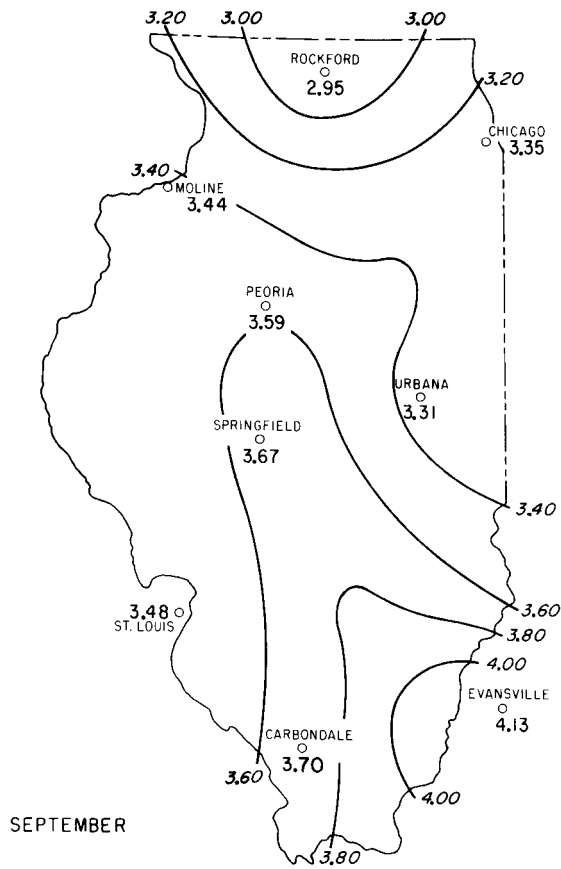 3.20 3.00 3.00
ROCKFORD
2.95
3.20
CHICAGO
3.35
3.40
MOLINE
3.44
PEORIA
3.59
URBANA
3.31
SPRINGFIELD
3.67
3.40
3.48
ST. LOUIS
3.60
3.80
4.00
EVANSVILLE
4.13
CARBONDALE
3.70
3.60
4.00
SEPTEMBER
3.80